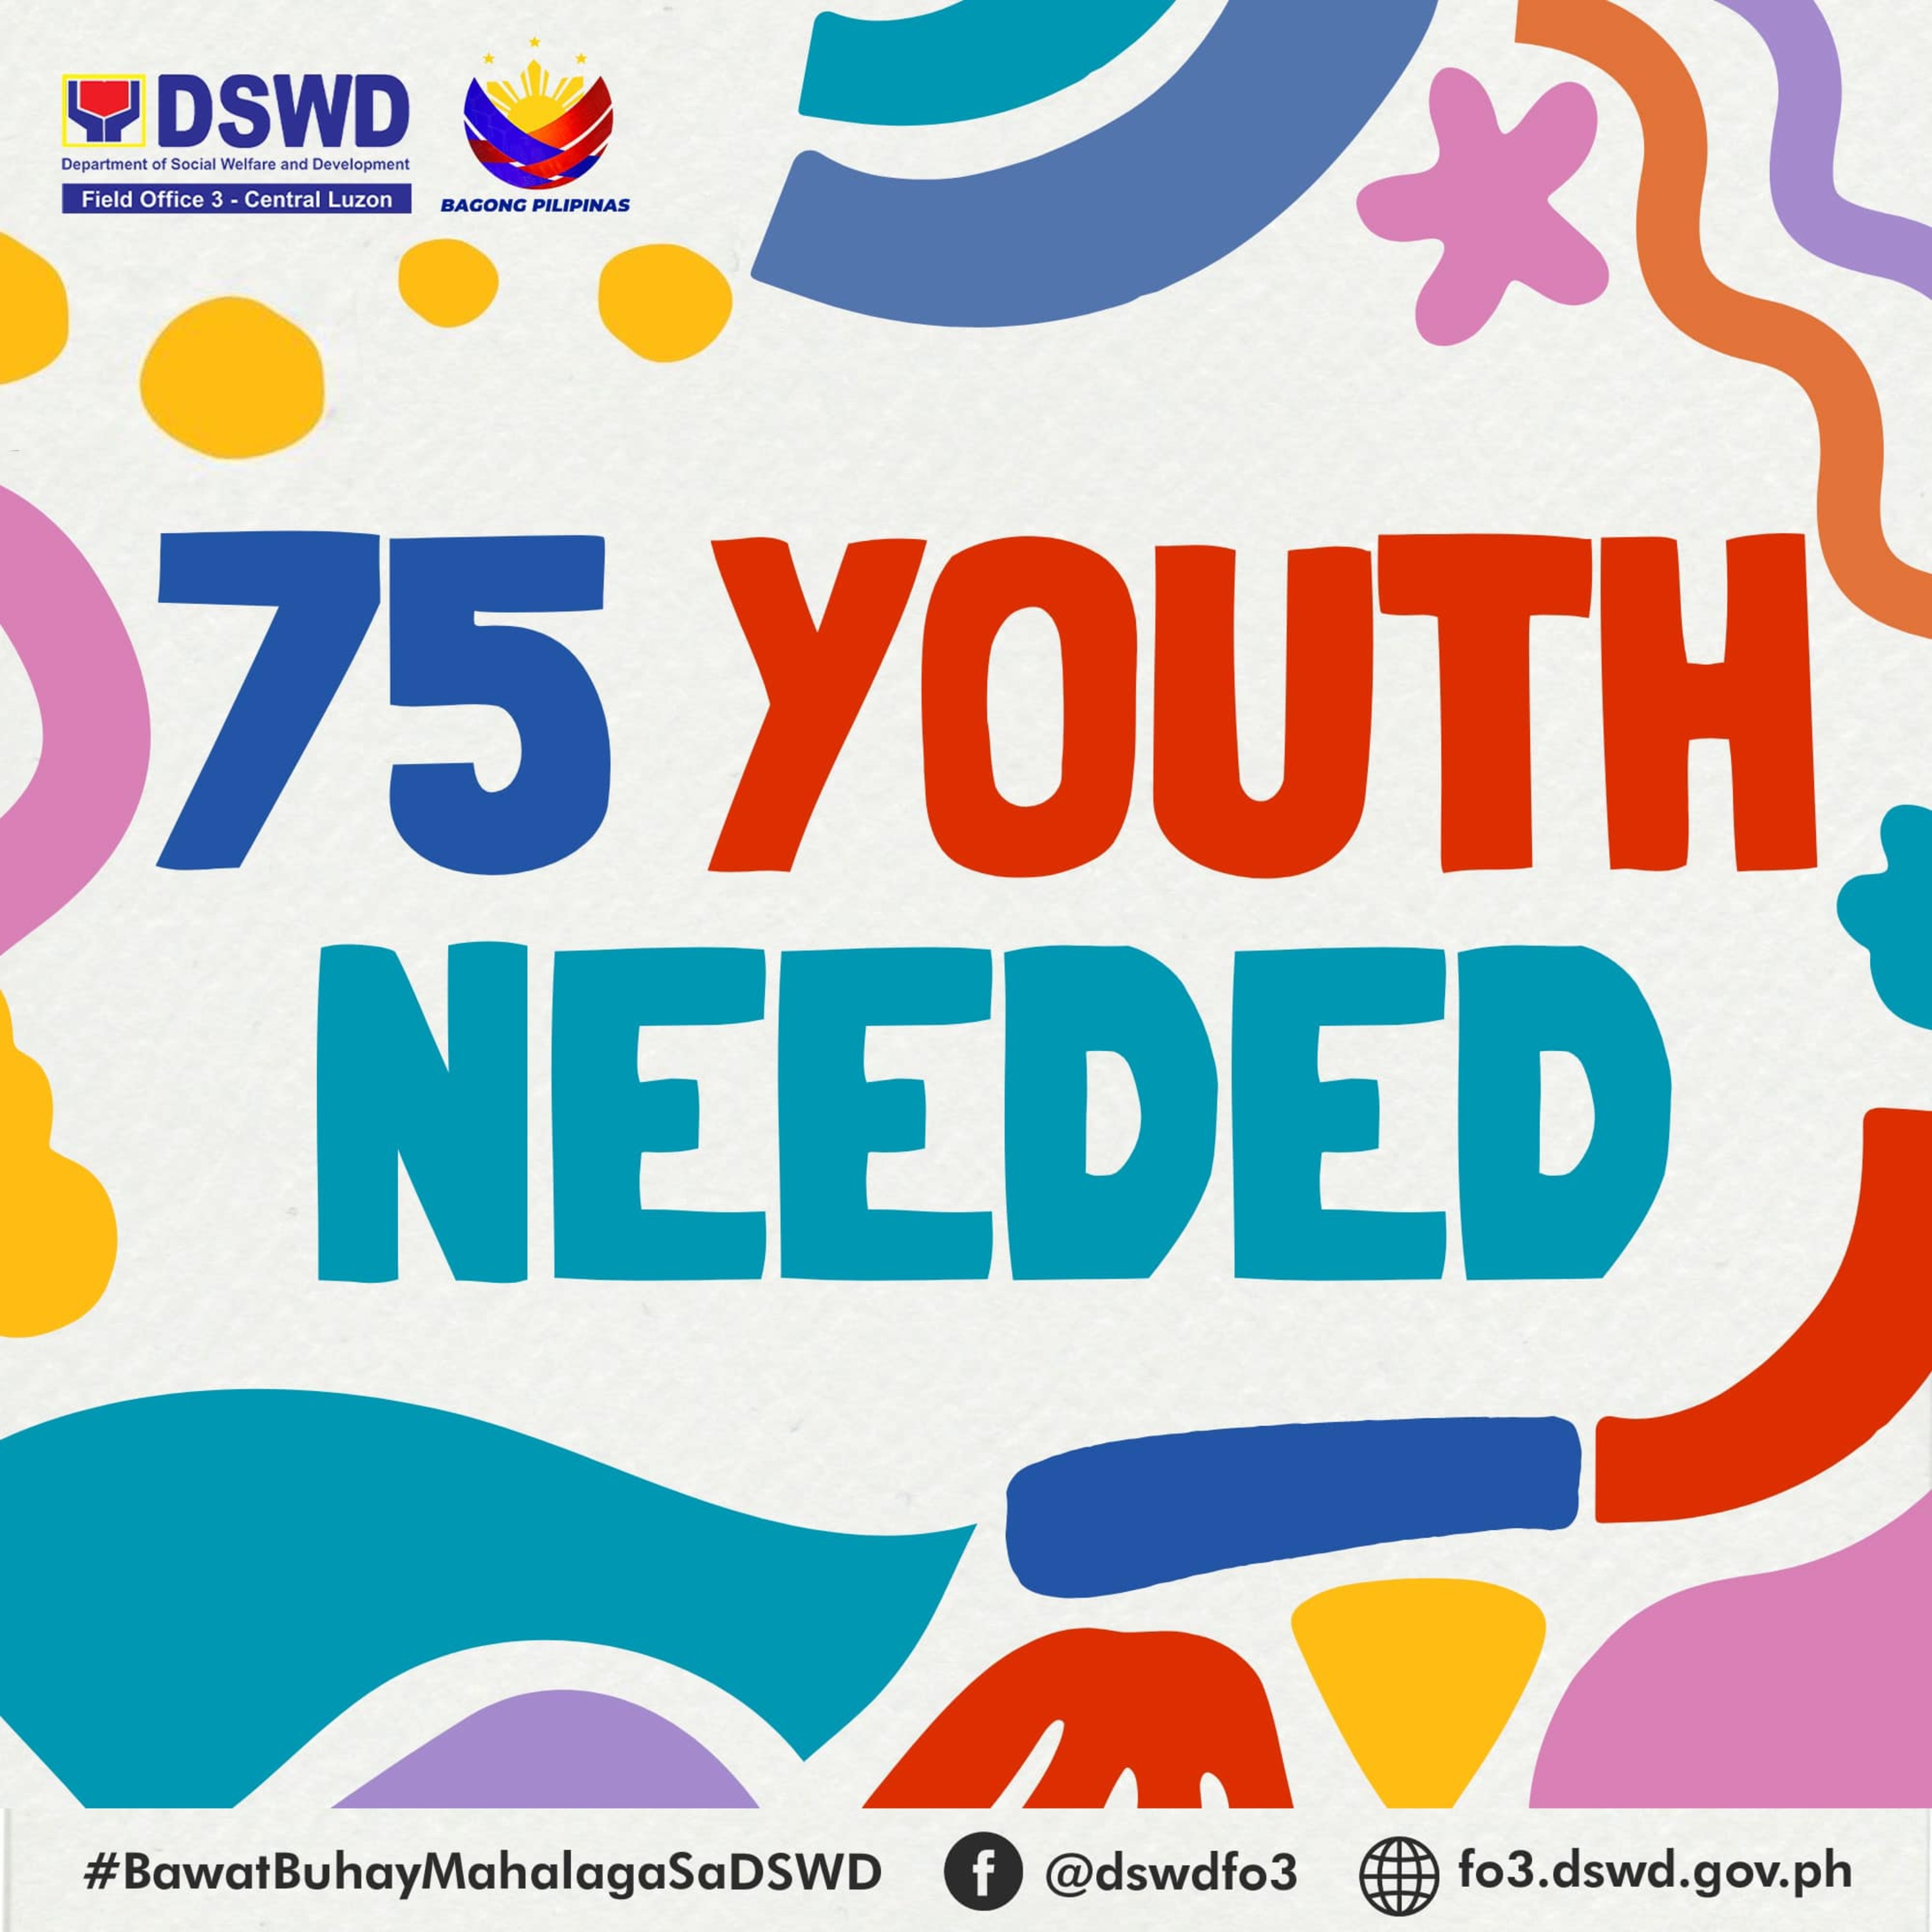 DSWD
Department of Social Welfare and Development
Field Office 3 - Central Luzon
BAGONG PILIPINAS
75 YOUTH
NEEDED
#BawatBuhayMahalagaSaDSWD
@dswdfo3
fo3.dswd.gov.ph